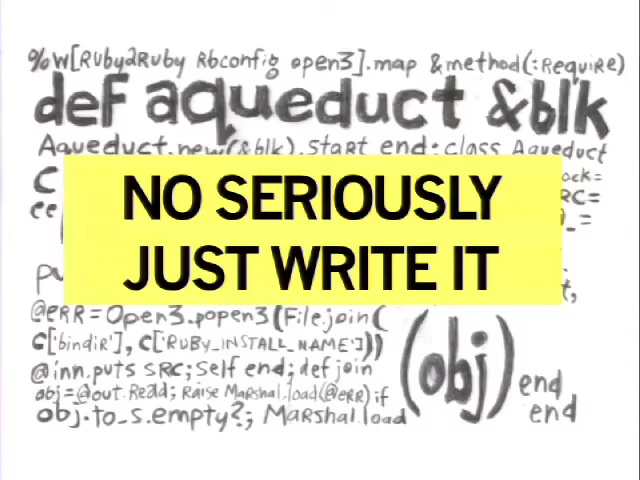 %w[Ruby2Ruby Rbconfig open3].map &method(:Require)
def aqueduct &blk
Aqueduct.new(&blk).start end; class Aqueduct
NO SERIOUSLY
JUST WRITE IT
@ERR=Open3.popen3(File.join(
C['bindir'],C['RUBY_INSTALL_NAME']))
@inn.puts SRC;Self end;def join
obj=@out.Read; Raise Marshal.load(@ERR)if
obj.to_s.empty?; Marshal.load
(obj)
end
end